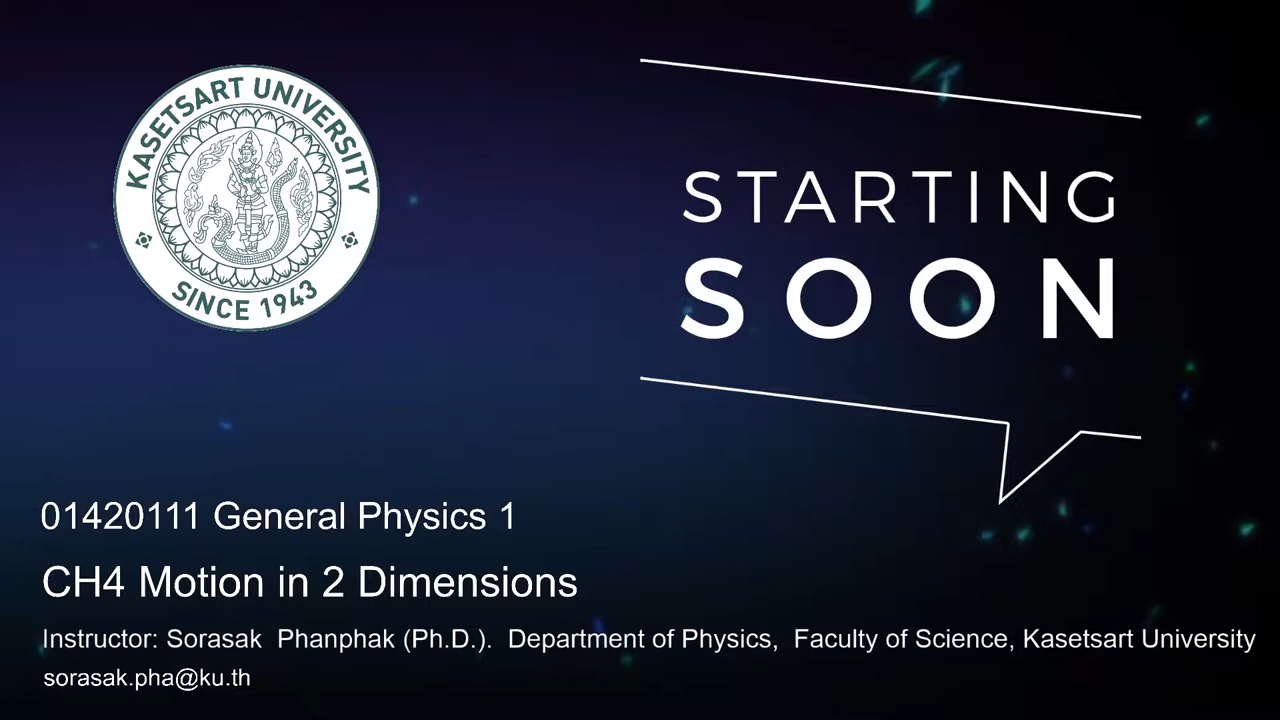 KASETSART UNIVERSITY
SINCE 1943
STARTING
SOON
01420111 General Physics 1
CH4 Motion in 2 Dimensions
Instructor: Sorasak Phanphak (Ph.D.). Department of Physics, Faculty of Science, Kasetsart University
sorasak.pha@ku.th